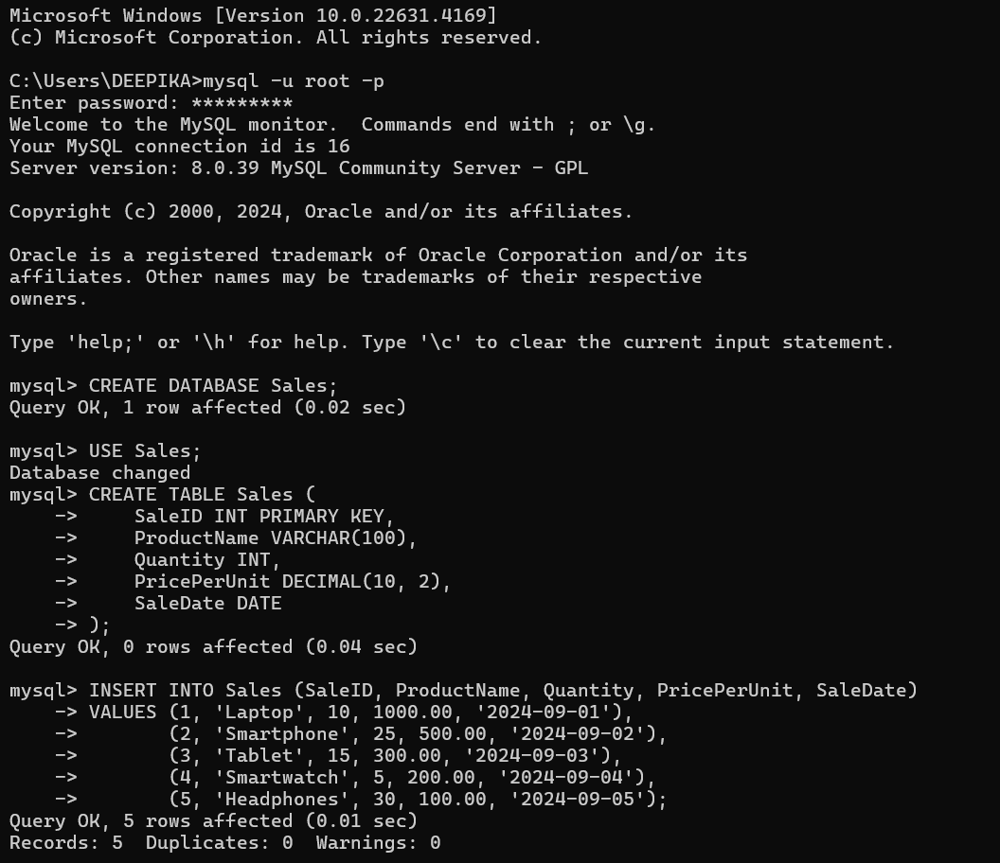 Microsoft Windows [Version 10.0.22631.4169]
(c) Microsoft Corporation. All rights reserved.

C:\Users\DEEPIKA>mysql -u root -p
Enter password: *********
Welcome to the MySQL monitor.  Commands end with ; or \g.
Your MySQL connection id is 16
Server version: 8.0.39 MySQL Community Server - GPL

Copyright (c) 2000, 2024, Oracle and/or its affiliates.

Oracle is a registered trademark of Oracle Corporation and/or its
affiliates. Other names may be trademarks of their respective
owners.

Type 'help;' or '\h' for help. Type '\c' to clear the current input statement.

mysql> CREATE DATABASE Sales;
Query OK, 1 row affected (0.02 sec)

mysql> USE Sales;
Database changed
mysql> CREATE TABLE Sales (
    ->     SaleID INT PRIMARY KEY,
    ->     ProductName VARCHAR(100),
    ->     Quantity INT,
    ->     PricePerUnit DECIMAL(10, 2),
    ->     SaleDate DATE
    -> );
Query OK, 0 rows affected (0.04 sec)

mysql> INSERT INTO Sales (SaleID, ProductName, Quantity, PricePerUnit, SaleDate)
    -> VALUES (1, 'Laptop', 10, 1000.00, '2024-09-01'),
    ->        (2, 'Smartphone', 25, 500.00, '2024-09-02'),
    ->        (3, 'Tablet', 15, 300.00, '2024-09-03'),
    ->        (4, 'Smartwatch', 5, 200.00, '2024-09-04'),
    ->        (5, 'Headphones', 30, 100.00, '2024-09-05');
Query OK, 5 rows affected (0.01 sec)
Records: 5  Duplicates: 0  Warnings: 0